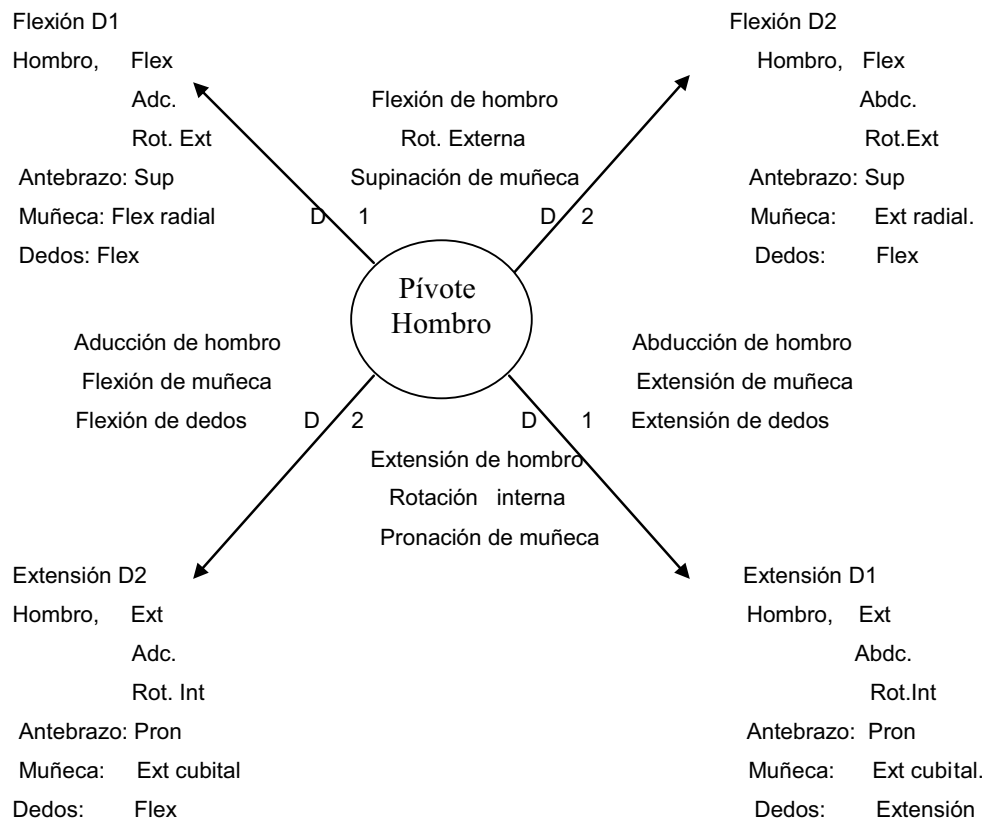 Flexión D1
Hombro, Flex
Adc.
Rot. Ext
Antebrazo: Sup
Muñeca: Flex radial
Dedos: Flex
Flexión de hombro
Rot. Externa
Supinación de muñeca
Flexión D2
Hombro, Flex
Abdc.
Rot.Ext
Antebrazo: Sup
Muñeca: Ext radial.
Dedos: Flex
D 1
D 2
Pívote
Hombro
Aducción de hombro
Flexión de muñeca
Flexión de dedos
Abducción de hombro
Extensión de muñeca
Extensión de dedos
D 2
D 1
Extensión de hombro
Rotación interna
Pronación de muñeca
Extensión D2
Hombro, Ext
Adc.
Rot. Int
Antebrazo: Pron
Muñeca: Ext cubital
Dedos: Flex
Extensión D1
Hombro, Ext
Abdc.
Rot.Int
Antebrazo: Pron
Muñeca: Ext cubital.
Dedos: Extensión